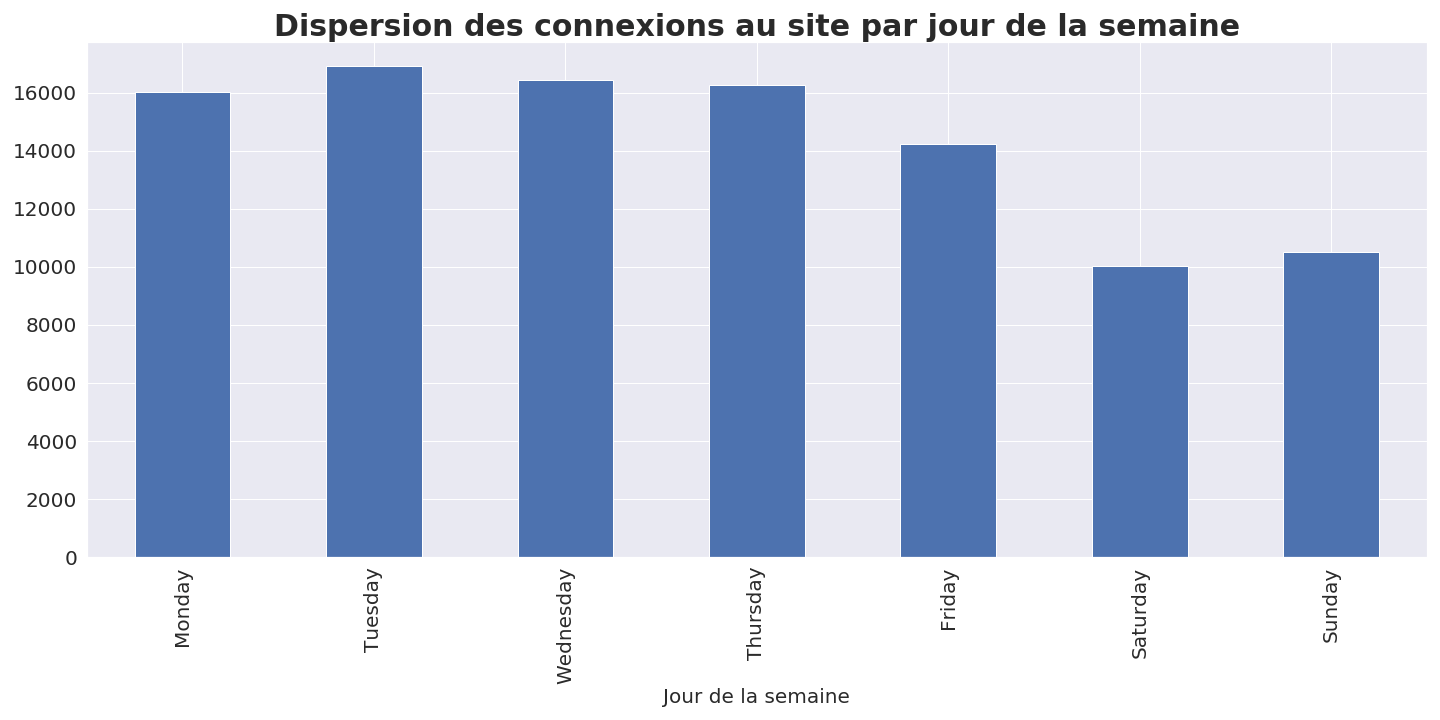 Dispersion des connexions au site par jour de la semaine
16000
14000
12000
10000
8000
6000
4000
2000
0
Monday
Tuesday
Wednesday
Thursday
Friday
Saturday
Sunday
Jour de la semaine